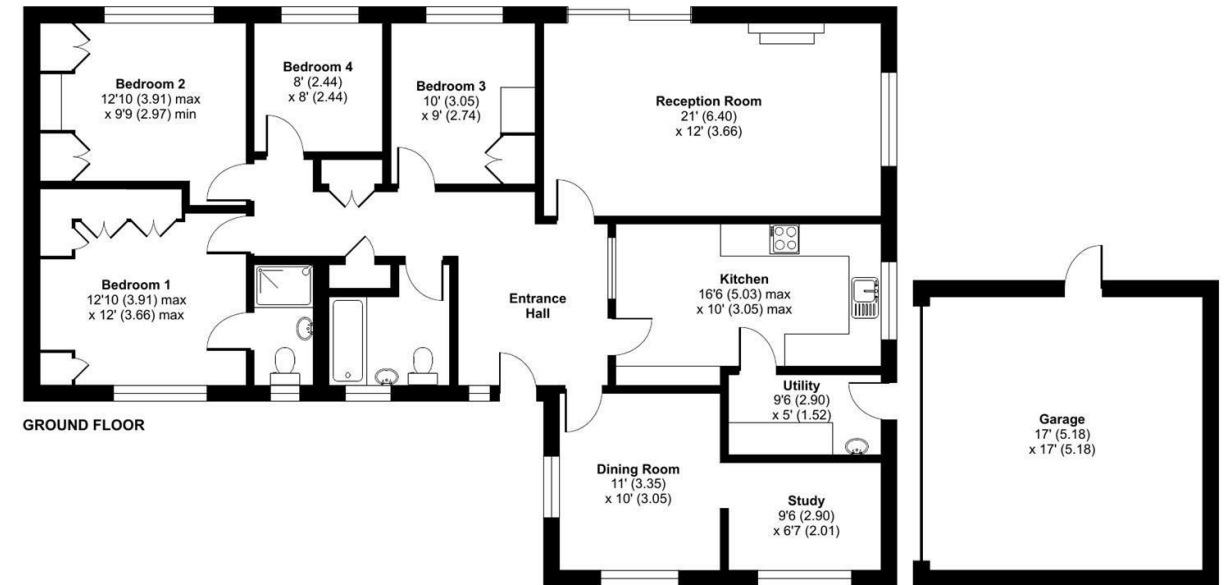 Bedroom 2
12'10 (3.91) max
x 9'9 (2.97) min
Bedroom 4
8' (2.44)
x 8' (2.44)
Bedroom 3
10' (3.05)
x 9' (2.74)
Reception Room
21' (6.40)
x 12' (3.66)
Bedroom 1
12'10 (3.91) max
x 12' (3.66) max
Entrance
Hall
Kitchen
16'6 (5.03) max
x 10' (3.05) max
Utility
9'6 (2.90)
x 5' (1.52)
Garage
17' (5.18)
x 17' (5.18)
GROUND FLOOR
Dining Room
11' (3.35)
x 10' (3.05)
Study
9'6 (2.90)
x 6'7 (2.01)